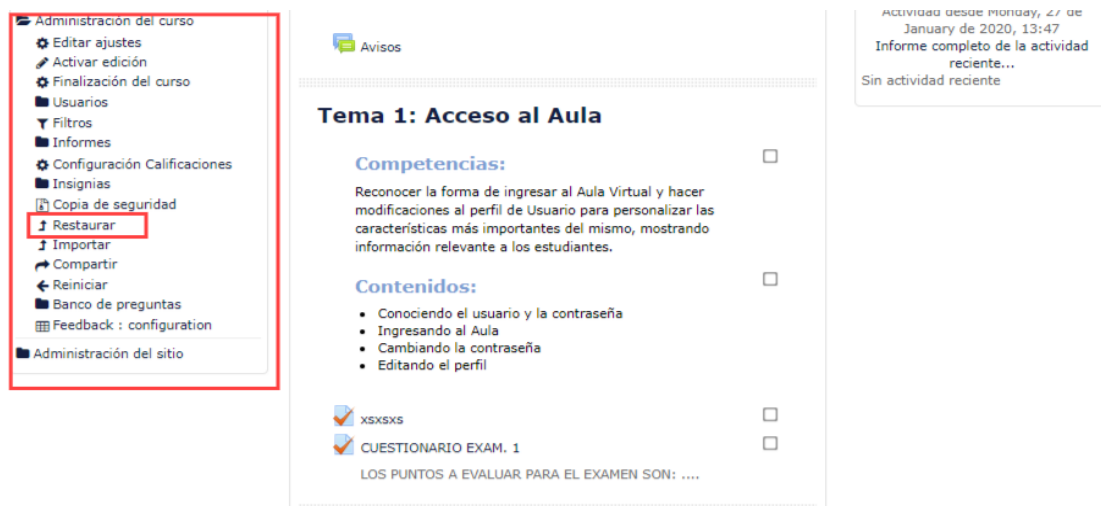 Administración del curso
Editar ajustes
Activar edición
Finalización del curso
Usuarios
Filtros
Informes
Configuración Calificaciones
Insignias
Copia de seguridad
Restaurar
Importar
Compartir
Reiniciar
Banco de preguntas
Feedback : configuration
Administración del sitio
Avisos
Tema 1: Acceso al Aula
Competencias:
Reconocer la forma de ingresar al Aula Virtual y hacer
modificaciones al perfil de Usuario para personalizar las
características más importantes del mismo, mostrando
información relevante a los estudiantes.
Contenidos:
Conociendo el usuario y la contraseña
Ingresando al Aula
Cambiando la contraseña
Editando el perfil
xsxsxs
CUESTIONARIO EXAM. 1
LOS PUNTOS A EVALUAR PARA EL EXAMEN SON: ....
Actividad desde Monday, 27 de
January de 2020, 13:47
Informe completo de la actividad
reciente...
Sin actividad reciente